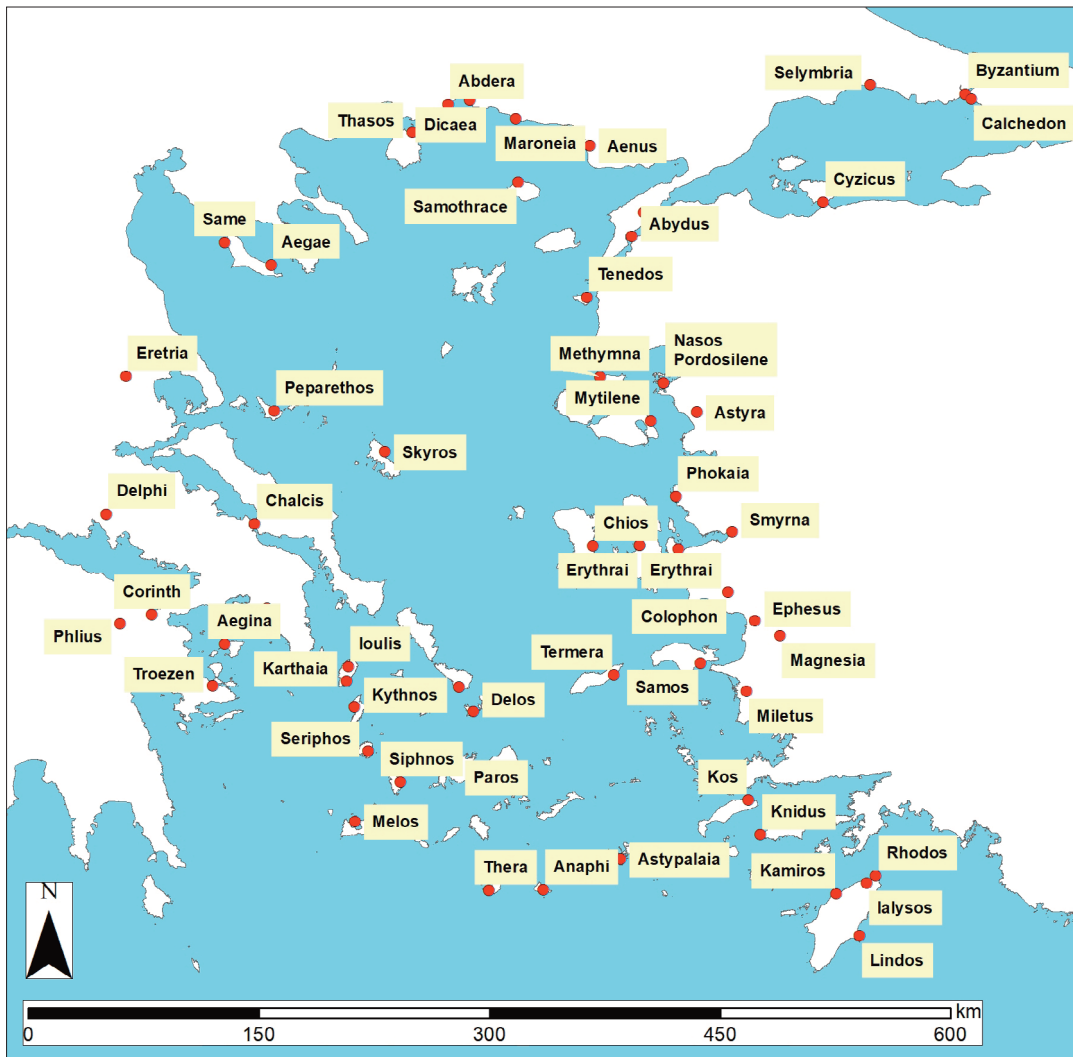 Byzantium
Selymbria
Abdera
Thasos
Dicaea
Calchedon
Maroneia
Aenus
Cyzicus
Samothrace
Same
Abydus
Aegae
Tenedos
Nasos
Pordosilene
Eretria
Methymna
Peparethos
Mytilene
Astyra
Skyros
Phokaia
Delphi
Chalcis
Chios
Smyrna
Erythrai
Erythrai
Corinth
Colophon
Ephesus
Aegina
Phlius
Ioulis
Termera
Magnesia
Karthaia
Troezen
Samos
Kythnos
Delos
Miletus
Seriphos
Siphnos
Paros
Kos
Knidus
Melos
Rhodos
Thera
Anaphi
Astypalaia
Kamiros
N
Ialysos
Lindos
km
0 150 300 450 600